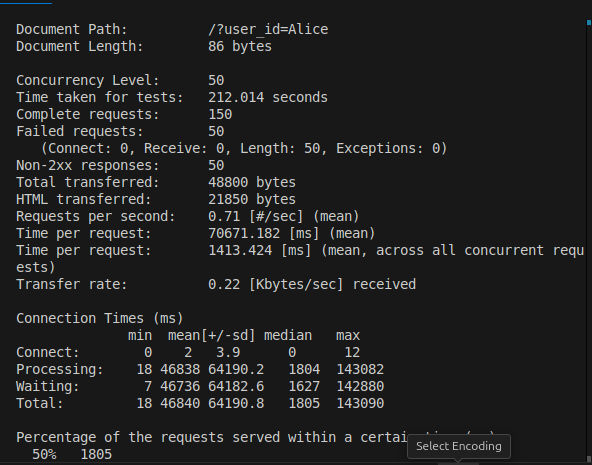 Document Path:          /?user_id=Alice
Document Length:        86 bytes

Concurrency Level:      50
Time taken for tests:   212.014 seconds
Complete requests:      150
Failed requests:        50
   (Connect: 0, Receive: 0, Length: 50, Exceptions: 0)
Non-2xx responses:      50
Total transferred:      48800 bytes
HTML transferred:       21850 bytes
Requests per second:    0.71 [#/sec] (mean)
Time per request:       70671.182 [ms] (mean)
Time per request:       1413.424 [ms] (mean, across all concurrent requ
ests)
Transfer rate:          0.22 [Kbytes/sec] received

Connection Times (ms)
              min  mean[+/-sd] median   max
Connect:        0    2   3.9      0      12
Processing:    18 46838 64190.2   1804  143082
Waiting:        7 46736 64182.6   1627  142880
Total:         18 46840 64190.8   1805  143090

Percentage of the requests served within a certain
Select Encoding
  50%   1805